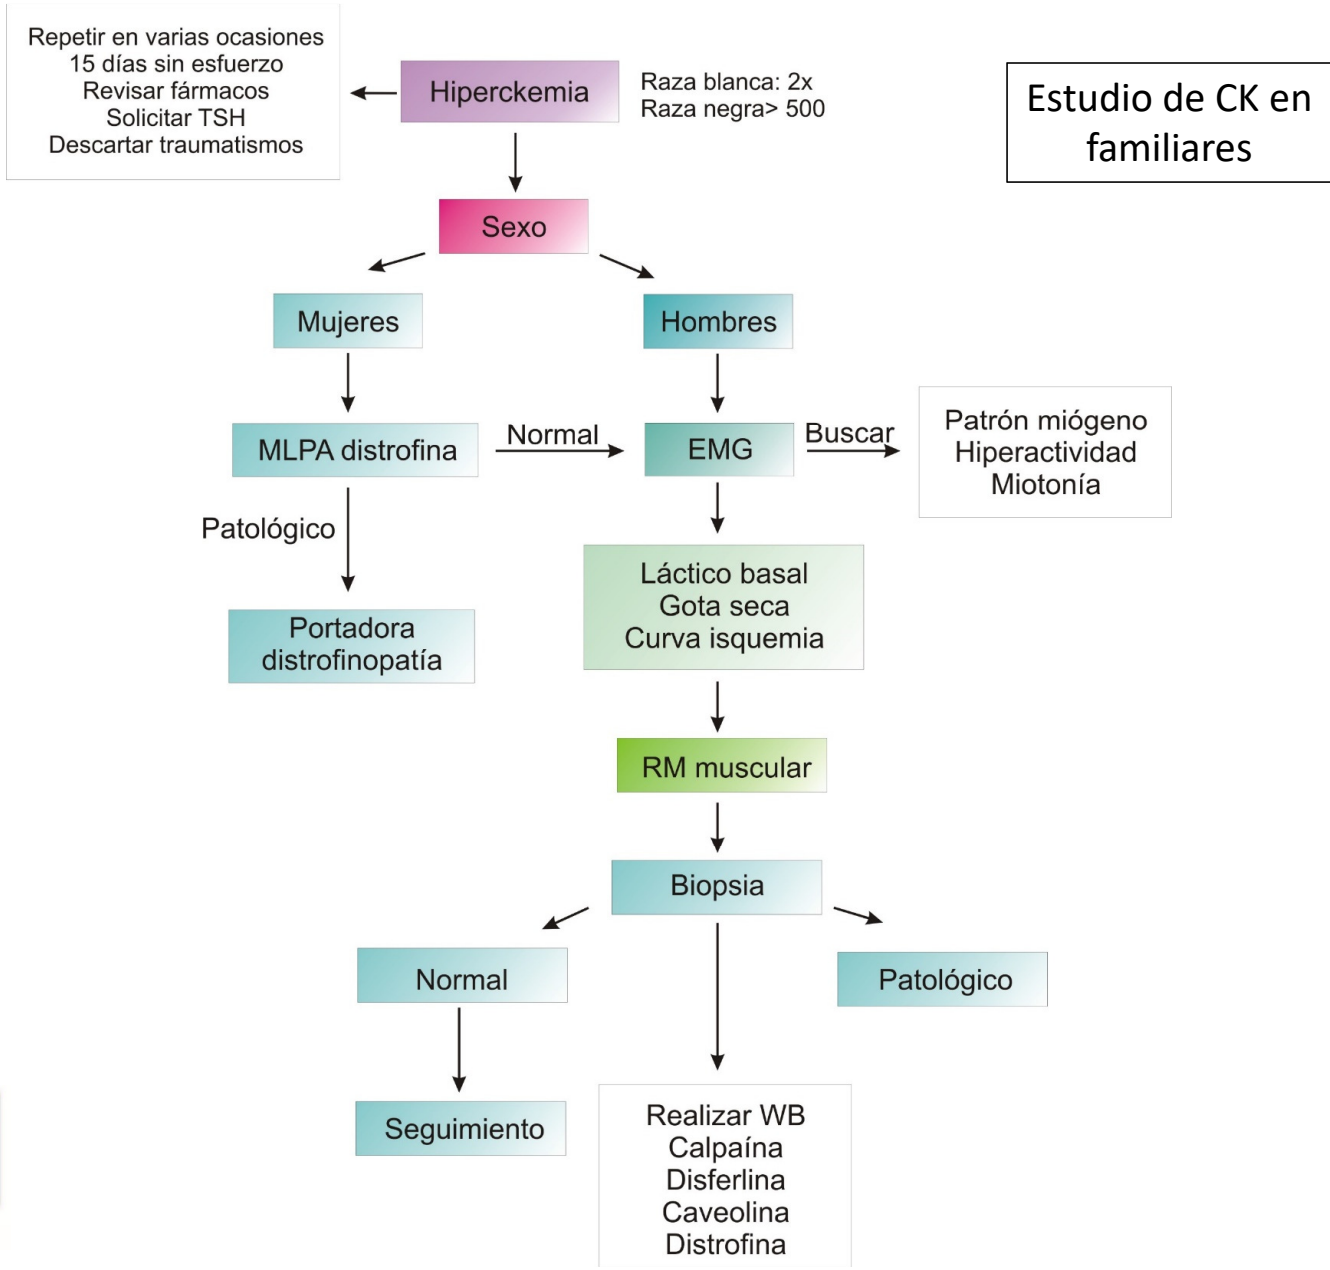 Repetir en varias ocasiones
15 días sin esfuerzo
Revisar fármacos
Solicitar TSH
Descartar traumatismos
Hiperckemia
Raza blanca: 2x
Raza negra> 500
Estudio de CK en
familiares
Sexo
Mujeres
Hombres
MLPA distrofina
Normal
EMG
Buscar
Patrón miógeno
Hiperactividad
Miotonía
Patológico
Portadora
distrofinopatía
Láctico basal
Gota seca
Curva isquemia
RM muscular
Biopsia
Normal
Patológico
Seguimiento
Realizar WB
Calpaína
Disferlina
Caveolina
Distrofina